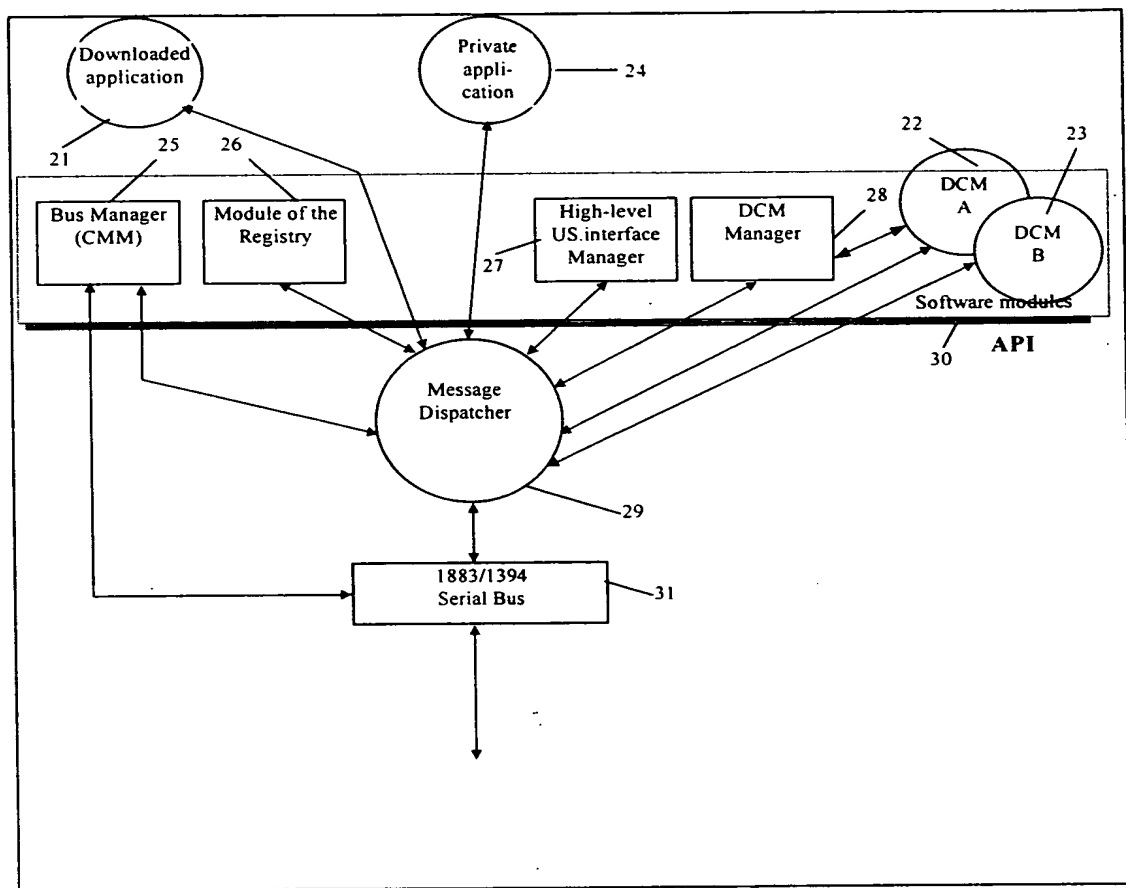 Downloaded
application
Private
appli-
cation
24
21
25
26
22
23
Bus Manager
(CMM)
Module of the
Registry
High-level
US.interface
Manager
27
DCM
Manager
28
DCM
A
DCM
B
Software modules
30
API
Message
Dispatcher
29
1883/1394
Serial Bus
31